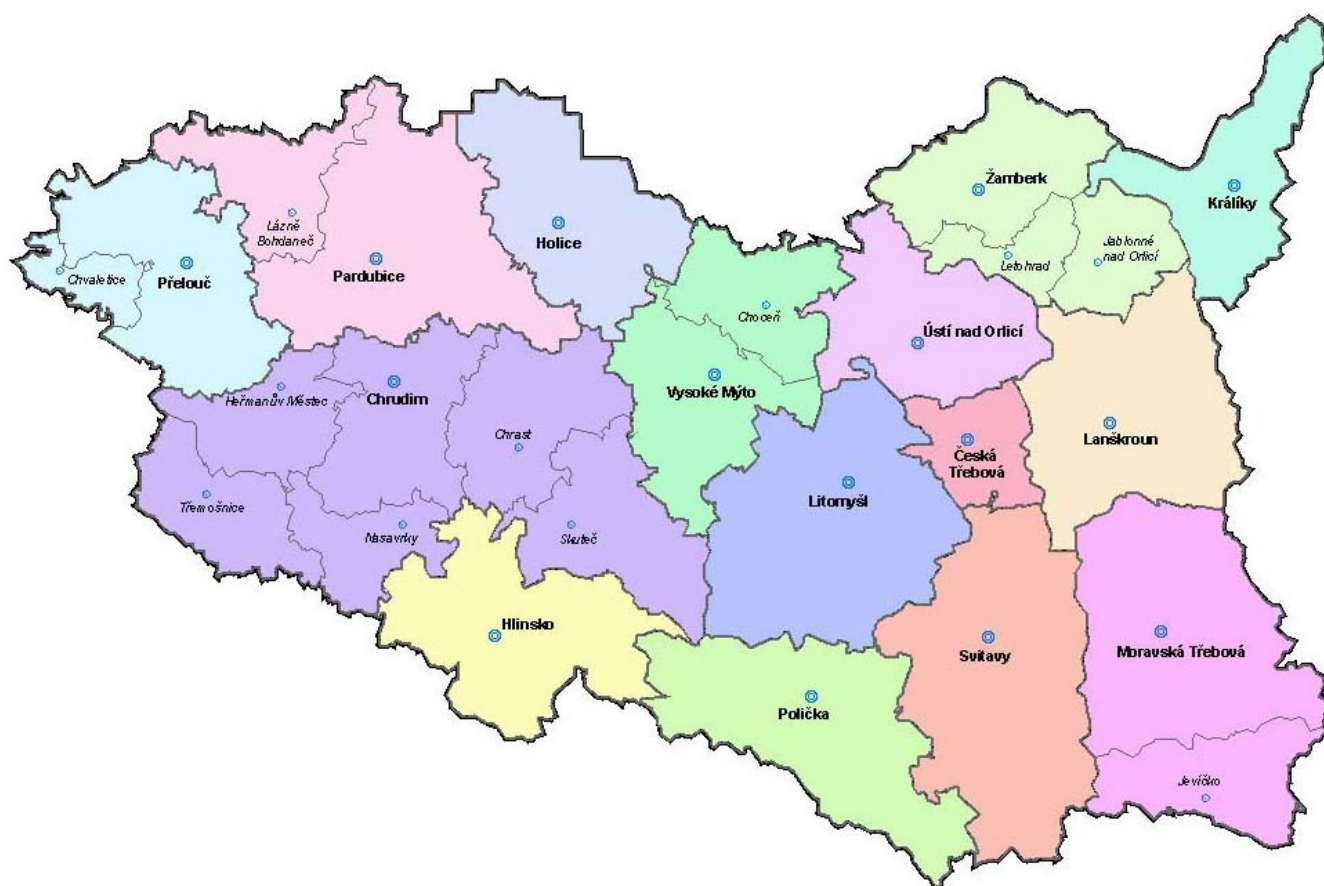 Žamberk
Králíky
Lázně
Bohdaneč
Holice
Jablonné
nad Orlicí
Letohrad
Pardubice
Přelouč
Chvaletice
Choceň
Ústí nad Orlicí
Vysoké Mýto
Heřmanův Městec
Chrudim
Chrast
Česká
Třebová
Lanškroun
Litomyšl
Třemošnice
Nasavrky
Skuteč
Hlinsko
Svitavy
Moravská Třebová
Polička
Jevíčko